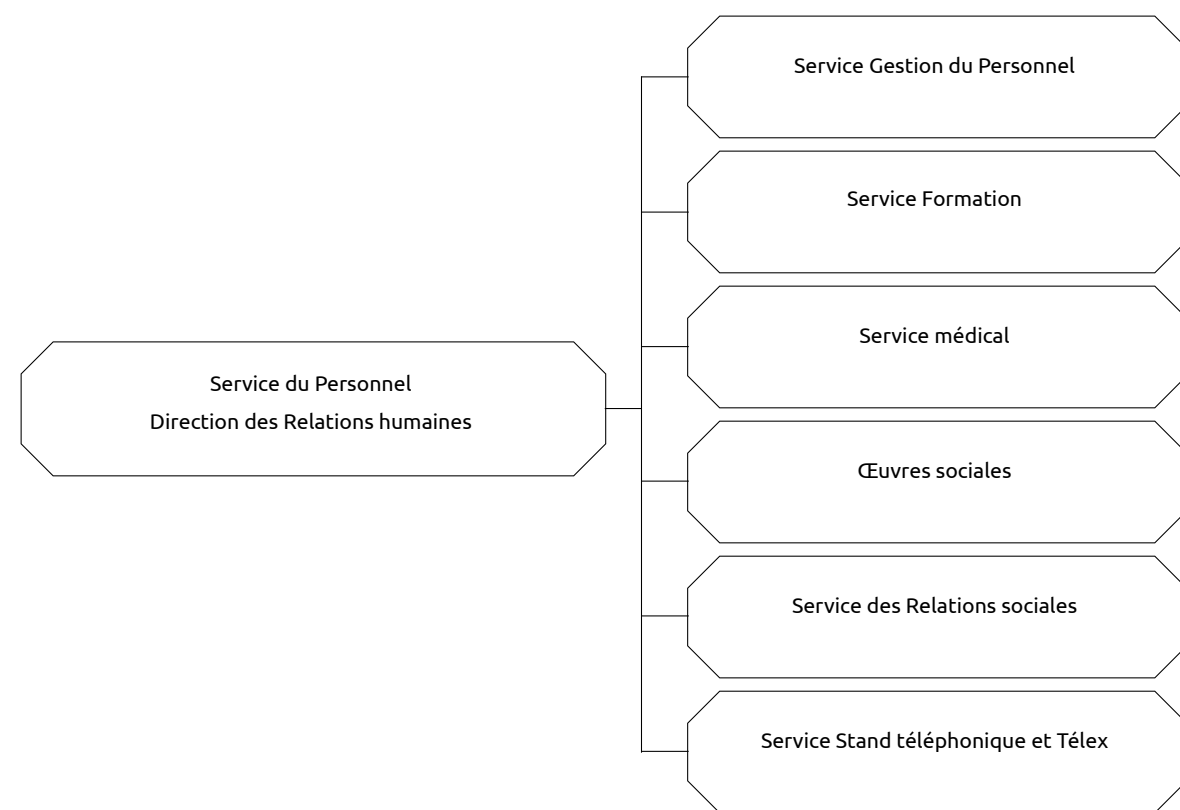 Service Gestion du Personnel
Service Formation
Service médical
Service du Personnel
Direction des Relations humaines
Œuvres sociales
Service des Relations sociales
Service Stand téléphonique et Télex